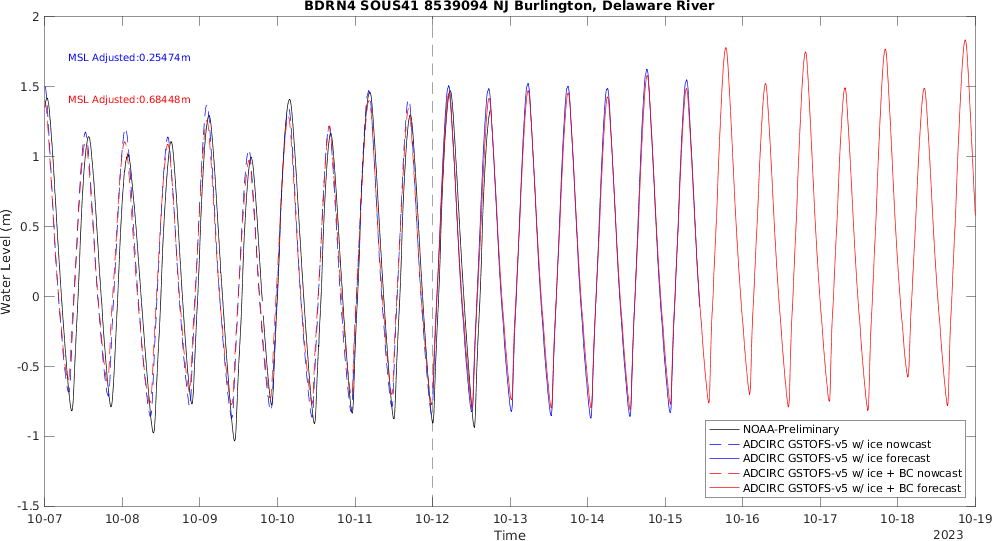 BDRN4 SOUS41 8539094 NJ Burlington, Delaware River
2
MSL Adjusted:0.25474m
1.5
MSL Adjusted:0.68448m
1
0.5
Water Level (m)
0
-0.5
-1
NOAA-Preliminary
ADCIRC GSTOFS-v5 w/ ice nowcast
ADCIRC GSTOFS-v5 w/ ice forecast
ADCIRC GSTOFS-v5 w/ ice + BC nowcast
ADCIRC GSTOFS-v5 w/ ice + BC forecast
-1.5
10-07 10-08 10-09 10-10 10-11 10-12 10-13 10-14 10-15 10-16 10-17 10-18 10-19
Time
2023